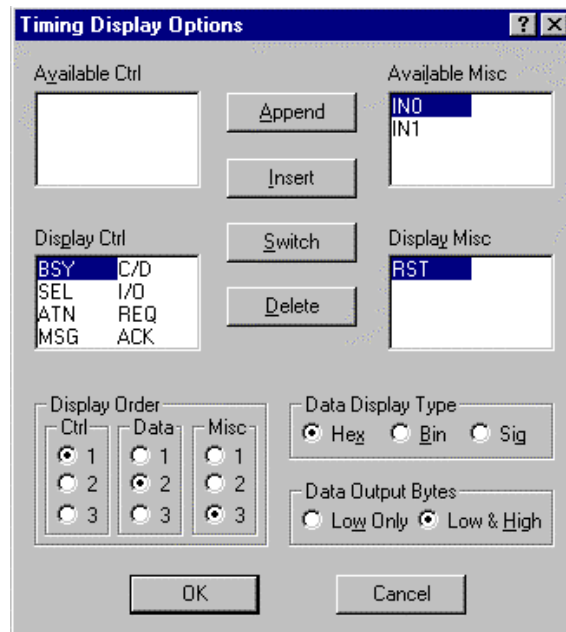 Timing Display Options
Available Ctrl
Append
Insert
Available Misc
IN0
IN1
Display Ctrl
BSY C/D
SEL I/O
ATN REQ
MSG ACK
Switch
Delete
Display Misc
RST
Display Order
Ctrl Data Misc
1 1 1
2 2 2
3 3 3
Data Display Type
Hex Bin Sig
Data Output Bytes
Low Only Low & High
OK Cancel